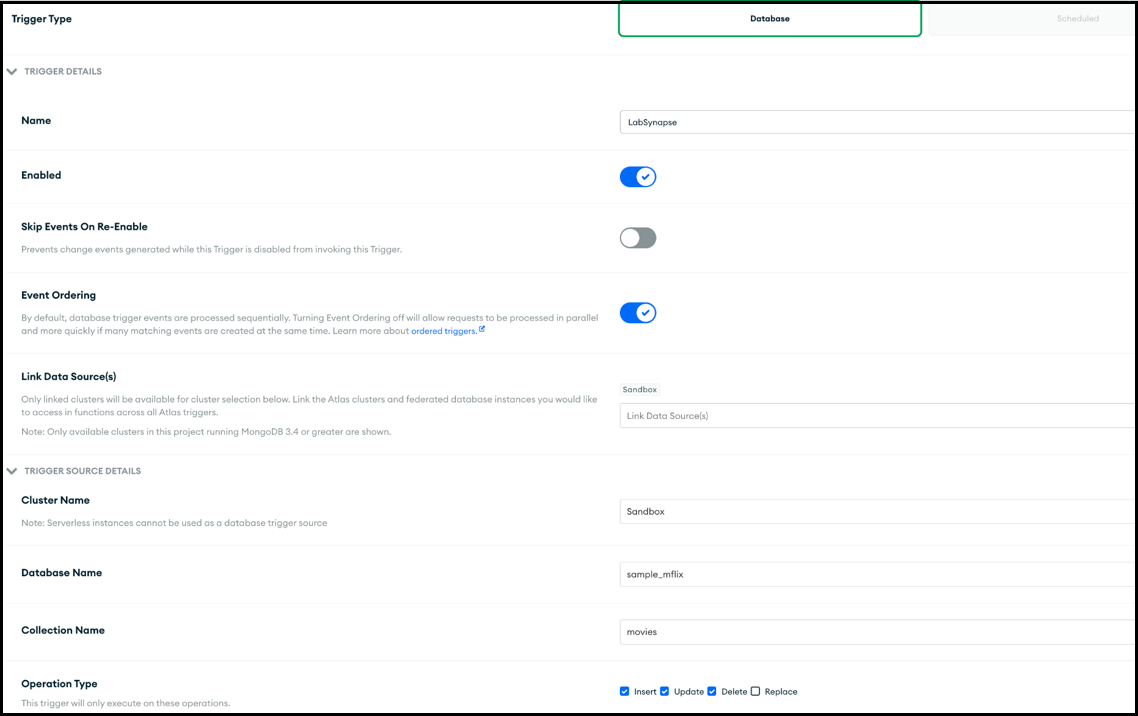 Trigger Type
Database
Scheduled
TRIGGER DETAILS
Name
LabSynapse
Enabled
Skip Events On Re-Enable
Prevents change events generated while this Trigger is disabled from invoking this Trigger.
Event Ordering
By default, database trigger events are processed sequentially. Turning Event Ordering off will allow requests to be processed in parallel
and more quickly if many matching events are created at the same time. Learn more about ordered triggers.
Link Data Source(s)
Only linked clusters will be available for cluster selection below. Link the Atlas clusters and federated database instances you would like
to access in functions across all Atlas triggers.
Note: Only available clusters in this project running MongoDB 3.4 or greater are shown.
Sandbox
Link Data Source(s)
TRIGGER SOURCE DETAILS
Cluster Name
Note: Serverless instances cannot be used as a database trigger source
Sandbox
Database Name
sample_mflix
Collection Name
movies
Operation Type
This trigger will only execute on these operations.
Insert Update Delete Replace